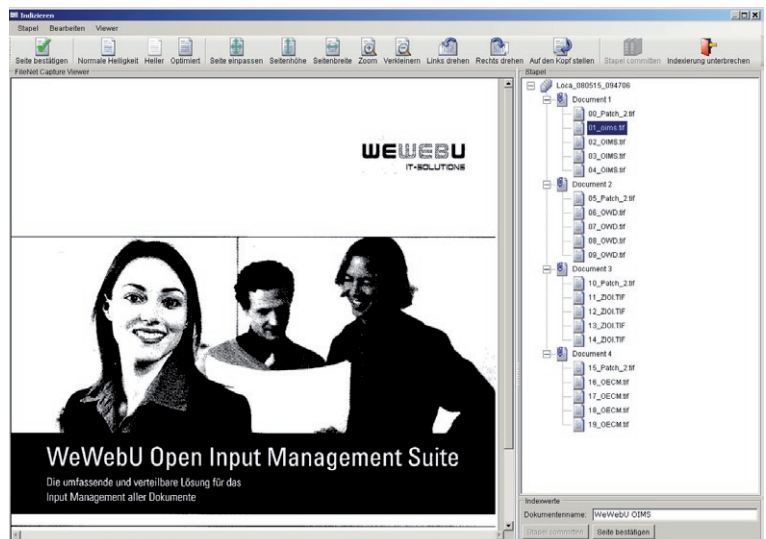 Indizieren
Stapel Bearbeiten Viewer
Seite bestätigen Normale Helligkeit Heller Optimiert Seite einpassen Seitenhöhe Seitenbreite Zoom Verkleinern Links drehen Rechts drehen Auf den Kopf stellen Stapel committen Indexierung unterbrechen
FileNet Capture Viewer
WEWEBU
IT-SOLUTIONS
WeWebU Open Input Management Suite
Die umfassende und verteilbare Lösung für das
Input Management aller Dokumente
Stapel
Loca_080515_094706
Document 1
00_Patch_2.tif
01_oims.tif
02_OIMS.tif
03_OIMS.tif
04_OIMS.tif
Document 2
05_Patch_2.tif
06_OWD.tif
07_OWD.tif
08_OWD.tif
09_OWD.tif
Document 3
10_Patch_2.tif
11_ZIOI.TIF
12_ZIOI.TIF
13_ZIOI.TIF
14_ZIOI.TIF
Document 4
15_Patch_2.tif
16_OECM.tif
17_OECM.tif
18_OECM.tif
19_OECM.tif
Indexwerte
Dokumentenname: WeWebU OIMS
Stapel committen Seite bestätigen